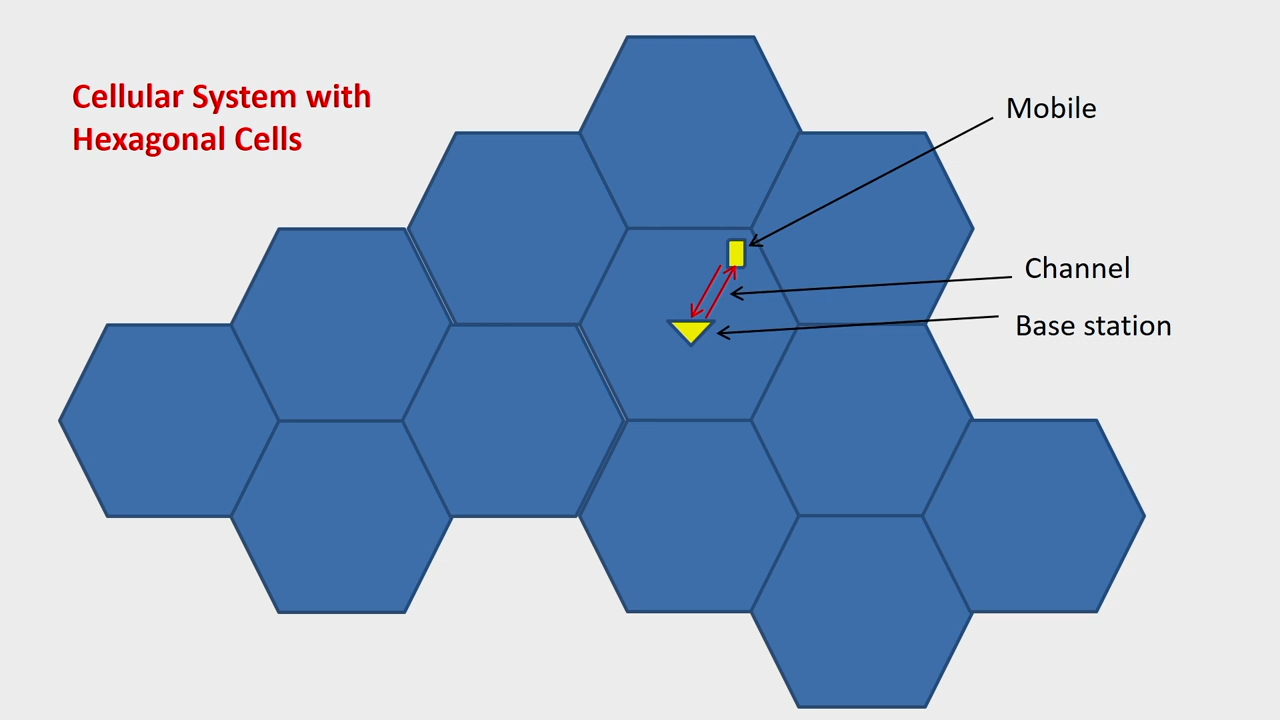 Cellular System with
Hexagonal Cells
Mobile
Channel
Base station